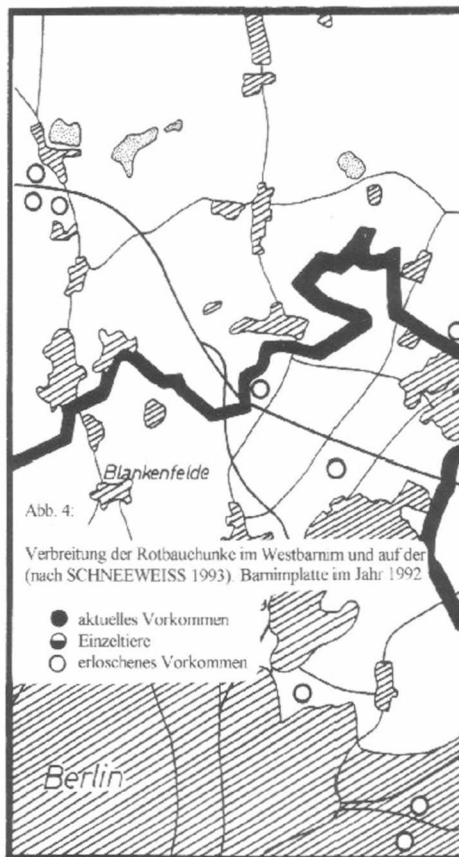 Blankenfelde
Abb. 4:
Verbreitung der Rotbauchunke im Westbarnim und auf der
(nach SCHNEEWEISS 1993). Barnimplatte im Jahr 1992
aktuelles Vorkommen
Einzeltiere
erloschenes Vorkommen
Berlin